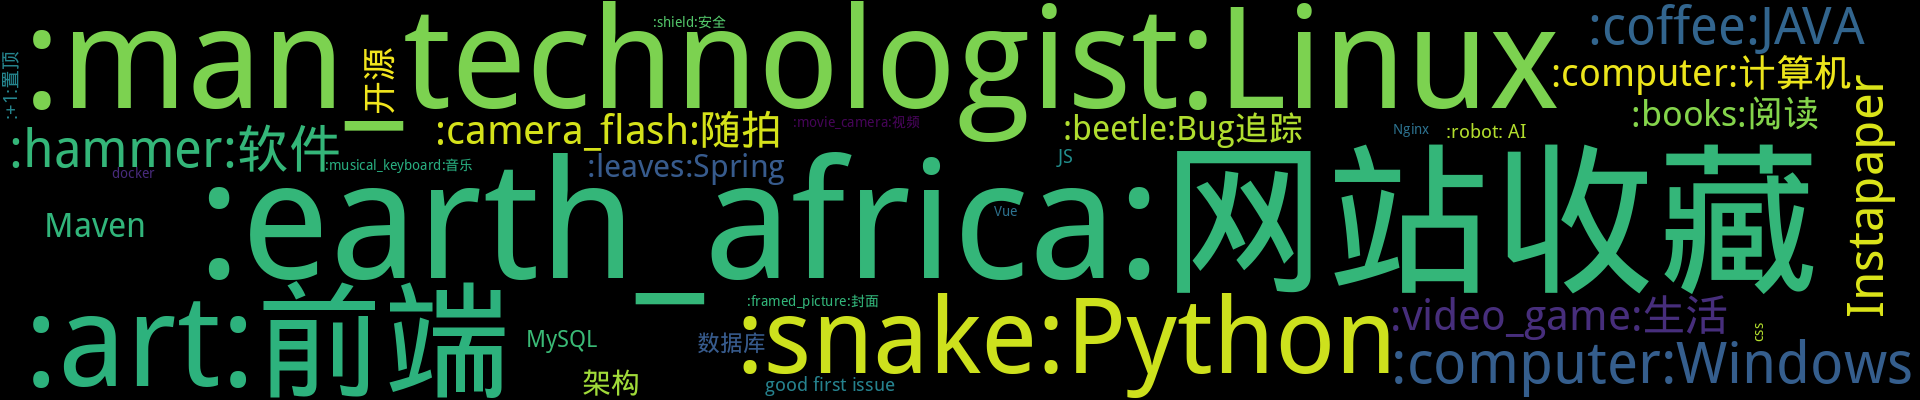 :man_technologist:Linux
:shield:安全
:coffee:JAVA
:+1:置顶
开源
:computer:计算机
:hammer:软件
:camera_flash:随拍
:movie_camera:视频
:beetle:Bug追踪
Nginx
:robot: AI
:books:阅读
Instapaper
docker
:musical_keyboard:音乐
:leaves:Spring
JS
:earth_africa:网站收藏
Vue
Maven
:art:前端
:framed_picture:封面
MySQL
数据库
:snake:Python
:video_game:生活
css
:computer:Windows
架构
good first issue